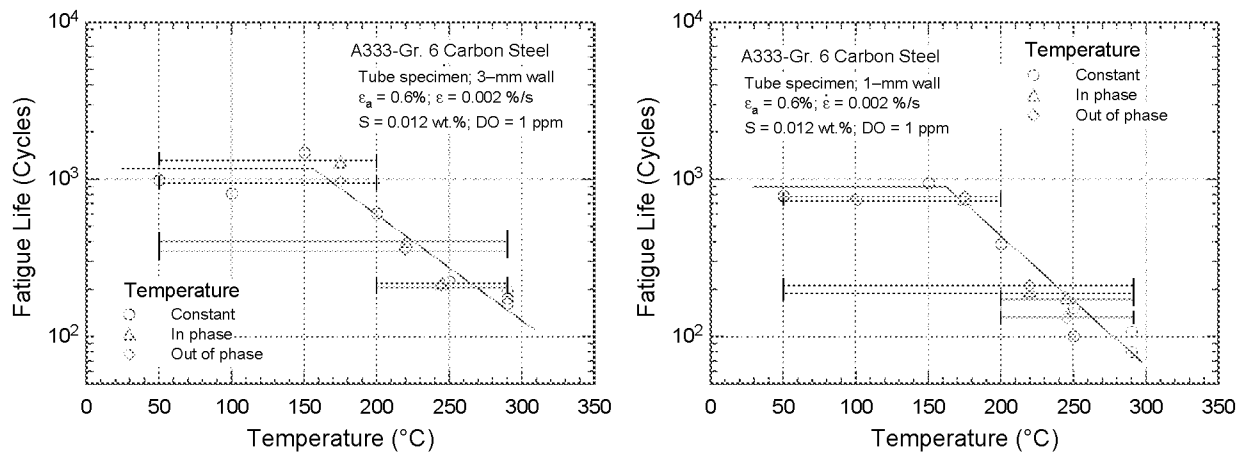 10⁴
10³
10²
Fatigue Life (Cycles)
A333-Gr. 6 Carbon Steel
Tube specimen; 3–mm wall
εa = 0.6%; ε = 0.002 %/s
S = 0.012 wt.%; DO = 1 ppm
Temperature
Constant
In phase
Out of phase
0 50 100 150 200 250 300 350
Temperature (°C)
10⁴
10³
10²
Fatigue Life (Cycles)
A333-Gr. 6 Carbon Steel
Tube specimen; 1–mm wall
εa = 0.6%; ε̇ = 0.002 %/s
S = 0.012 wt.%; DO = 1 ppm
Temperature
Constant
In phase
Out of phase
0 50 100 150 200 250 300 350
Temperature (°C)